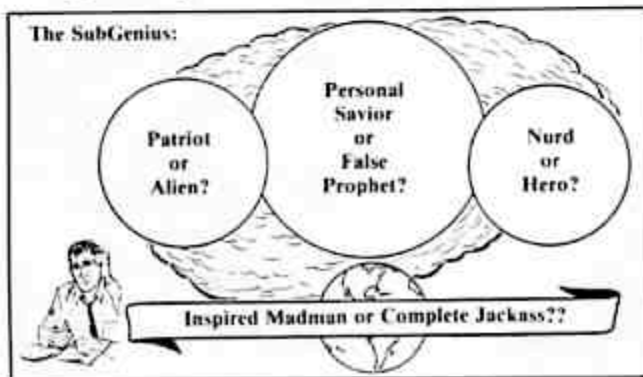 The SubGenius:
Patriot
or
Alien?
Personal
Savior
or
False
Prophet?
Nurd
or
Hero?
Inspired Madman or Complete Jackass??